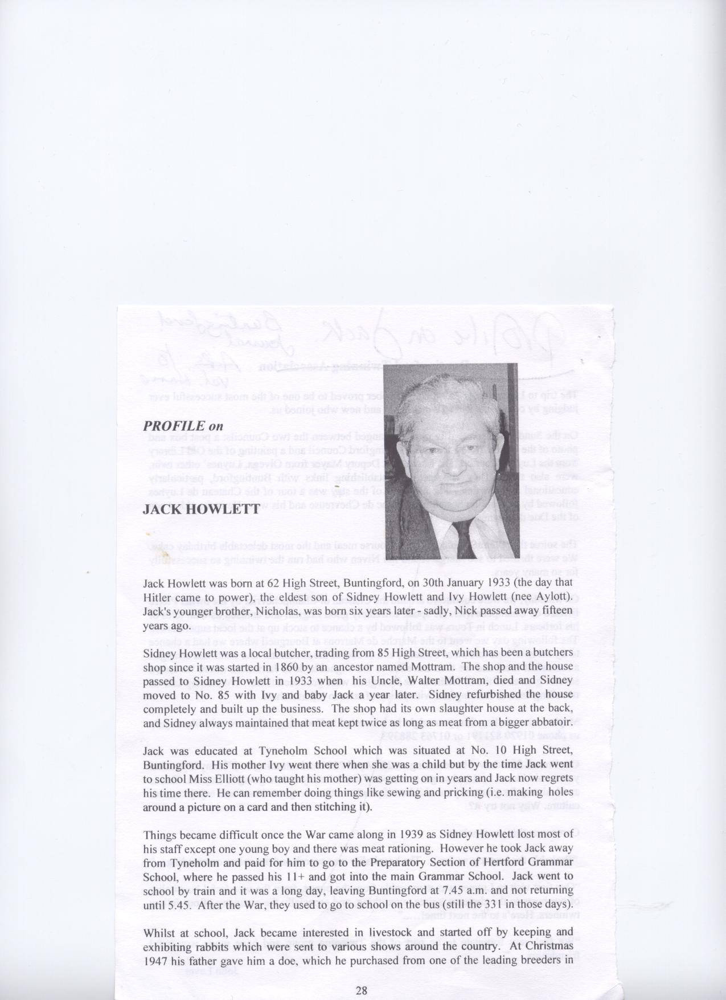 PROFILE on
JACK HOWLETT
Jack Howlett was born at 62 High Street, Buntingford, on 30th January 1933 (the day that
Hitler came to power), the eldest son of Sidney Howlett and Ivy Howlett (nee Aylott).
Jack's younger brother, Nicholas, was born six years later - sadly, Nick passed away fifteen
years ago.
Sidney Howlett was a local butcher, trading from 85 High Street, which has been a butchers
shop since it was started in 1860 by an ancestor named Mottram. The shop and the house
passed to Sidney Howlett in 1933 when his Uncle, Walter Mottram, died and Sidney
moved to No. 85 with Ivy and baby Jack a year later. Sidney refurbished the house
completely and built up the business. The shop had its own slaughter house at the back,
and Sidney always maintained that meat kept twice as long as meat from a bigger abbatoir.
Jack was educated at Tyneholm School which was situated at No. 10 High Street,
Buntingford. His mother Ivy went there when she was a child but by the time Jack went
to school Miss Elliott (who taught his mother) was getting on in years and Jack now regrets
his time there. He can remember doing things like sewing and pricking (i.e. making holes
around a picture on a card and then stitching it).
Things became difficult once the War came along in 1939 as Sidney Howlett lost most of
his staff except one young boy and there was meat rationing. However he took Jack away
from Tyneholm and paid for him to go to the Preparatory Section of Hertford Grammar
School, where he passed his 11+ and got into the main Grammar School. Jack went to
school by train and it was a long day, leaving Buntingford at 7.45 a.m. and not returning
until 5.45. After the War, they used to go to school on the bus (still the 331 in those days).
Whilst at school, Jack became interested in livestock and started off by keeping and
exhibiting rabbits which were sent to various shows around the country. At Christmas
1947 his father gave him a doe, which he purchased from one of the leading breeders in
28